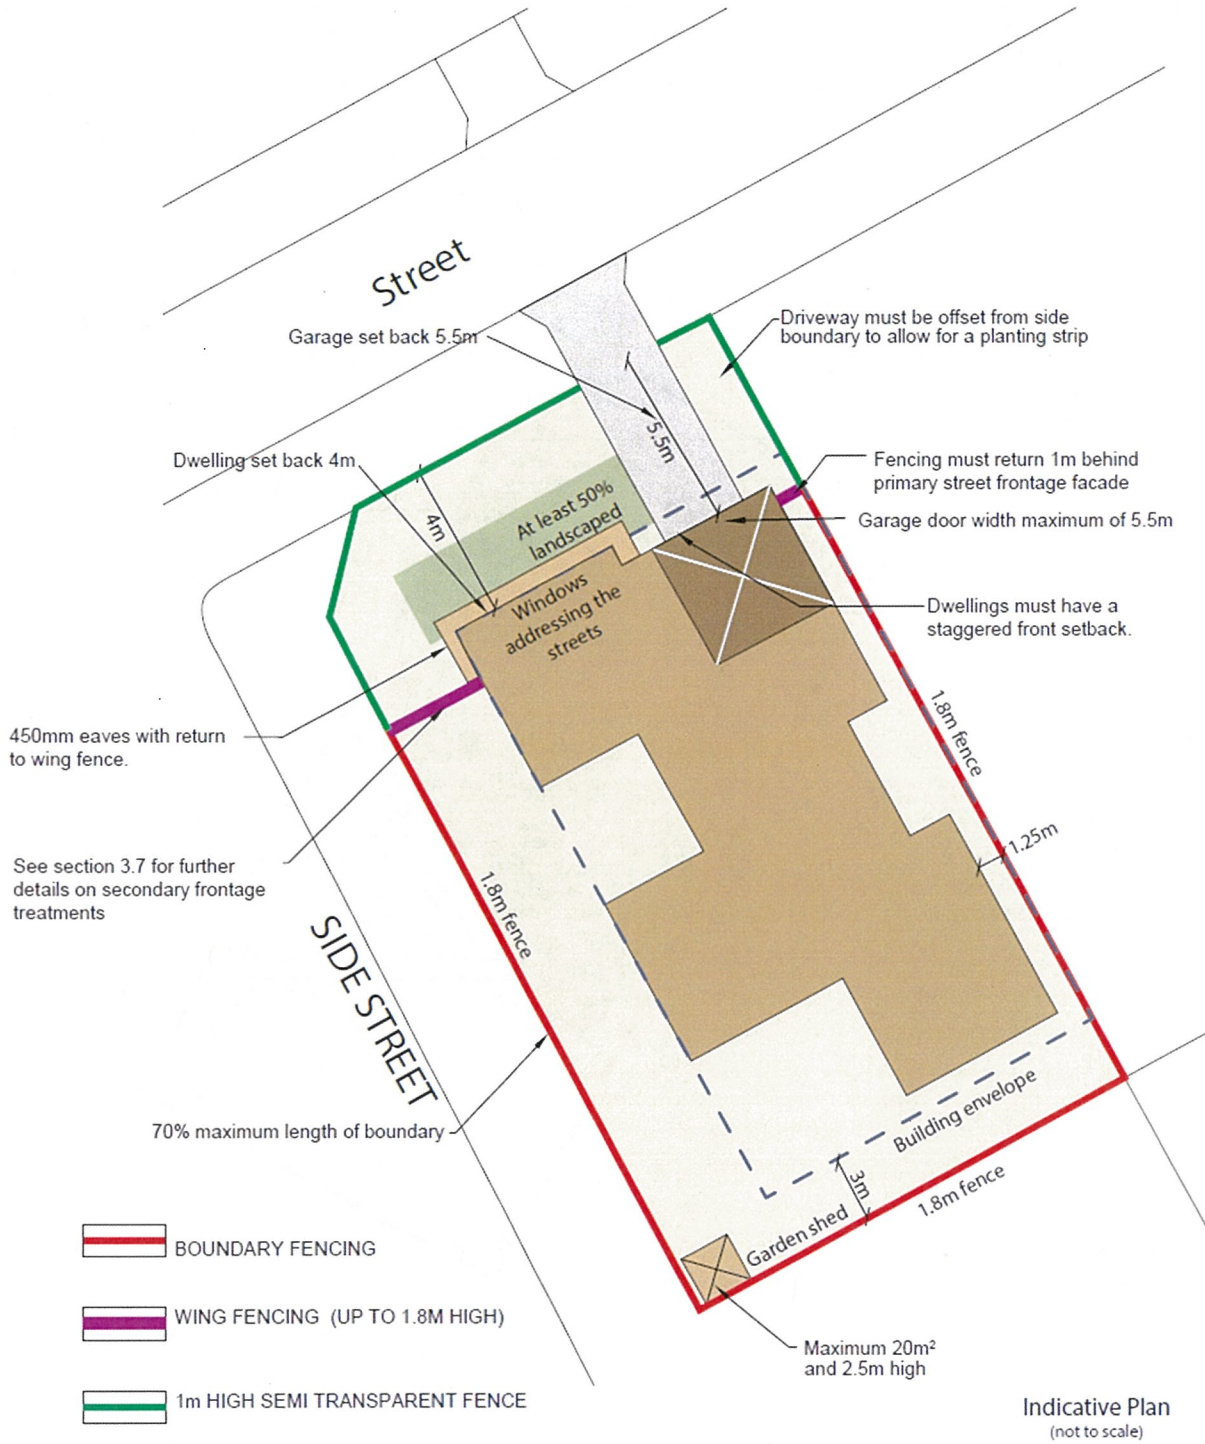 Street
Garage set back 5.5m
Driveway must be offset from side
boundary to allow for a planting strip
5.5m
Dwelling set back 4m
4m
At least 50%
landscaped
Fencing must return 1m behind
primary street frontage facade
Garage door width maximum of 5.5m
Windows
addressing the
streets
Dwellings must have a
staggered front setback.
450mm eaves with return
to wing fence.
1.8m fence
1.25m
See section 3.7 for further
details on secondary frontage
treatments
1.8m fence
SIDE STREET
70% maximum length of boundary
Building envelope
3m
1.8m fence
Garden shed
BOUNDARY FENCING
WING FENCING (UP TO 1.8M HIGH)
1m HIGH SEMI TRANSPARENT FENCE
Maximum 20m²
and 2.5m high
Indicative Plan
(not to scale)